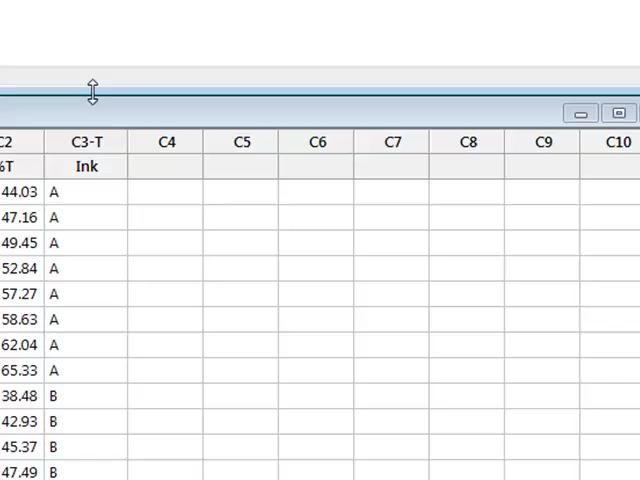 C2 C3-T C4 C5 C6 C7 C8 C9 C10
%T Ink
44.03 A
47.16 A
49.45 A
52.84 A
57.27 A
58.63 A
62.04 A
65.33 A
38.48 B
42.93 B
45.37 B
47.49 B